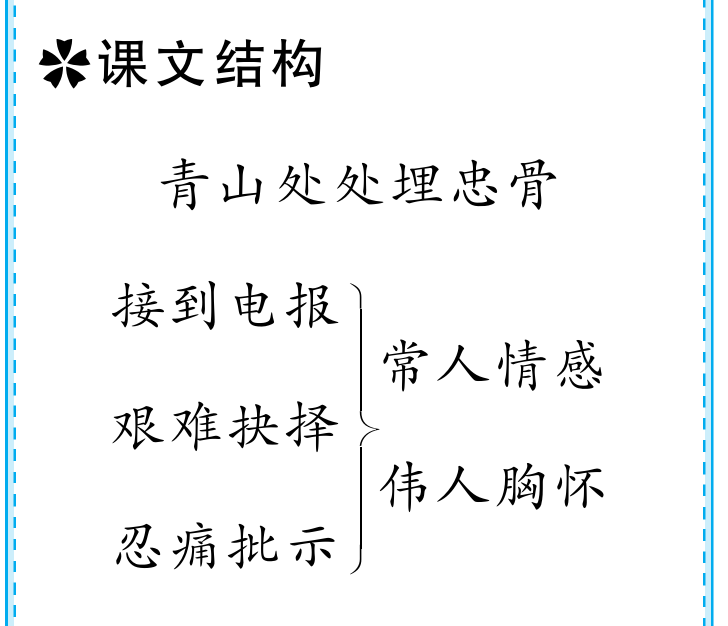 课文结构
青山处处埋忠骨
接到电报
常人情感
艰难抉择
伟人胸怀
忍痛批示